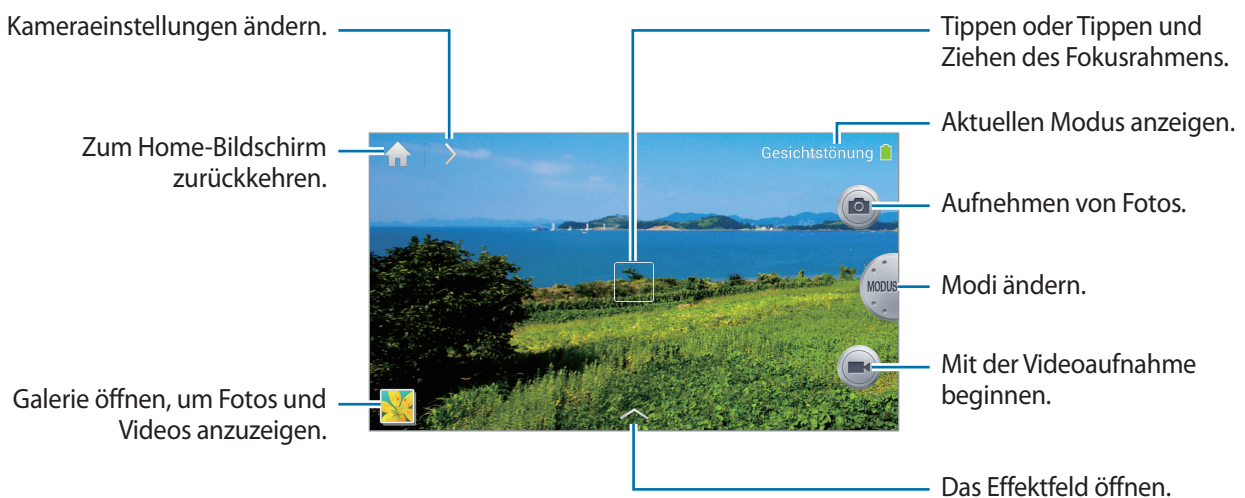 Kameraeinstellungen ändern.
Zum Home-Bildschirm
zurückkehren.
Galerie öffnen, um Fotos und
Videos anzuzeigen.
Gesichtstönung
MODUS
Tippen oder Tippen und
Ziehen des Fokusrahmens.
Aktuellen Modus anzeigen.
Aufnehmen von Fotos.
Modi ändern.
Mit der Videoaufnahme
beginnen.
Das Effektfeld öffnen.